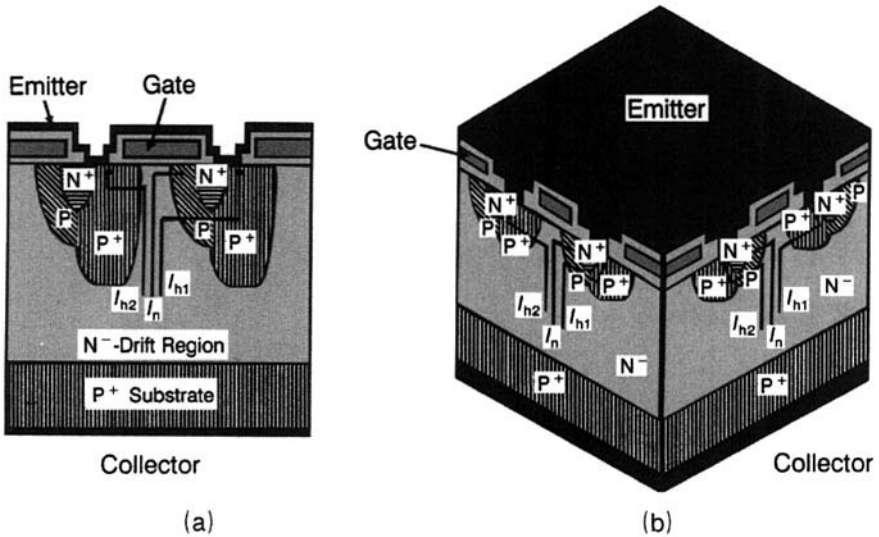 Emitter
Gate
N+ N+
P P
P+ P+
Ih2 In Ih1
N−-Drift Region
P+ Substrate
Collector
(a)
Emitter
Gate
N+ P
P P+
N+ P+
P P+
N+ N+
P+ P
Ih2 In Ih1
Ih2 In Ih1
N−
N−
P+ P+
Collector
(b)